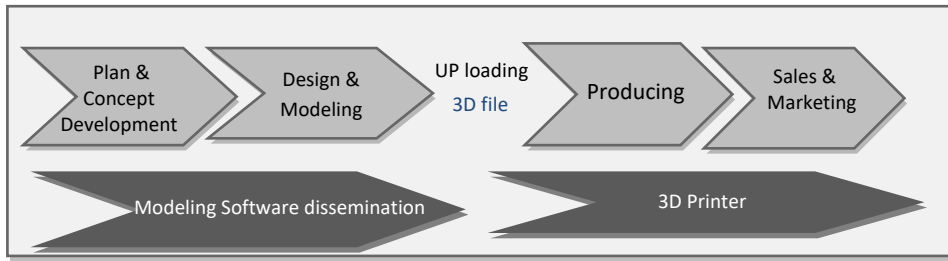 Plan &
Concept
Development
Design &
Modeling
UP loading
3D file
Producing
Sales &
Marketing
Modeling Software dissemination
3D Printer